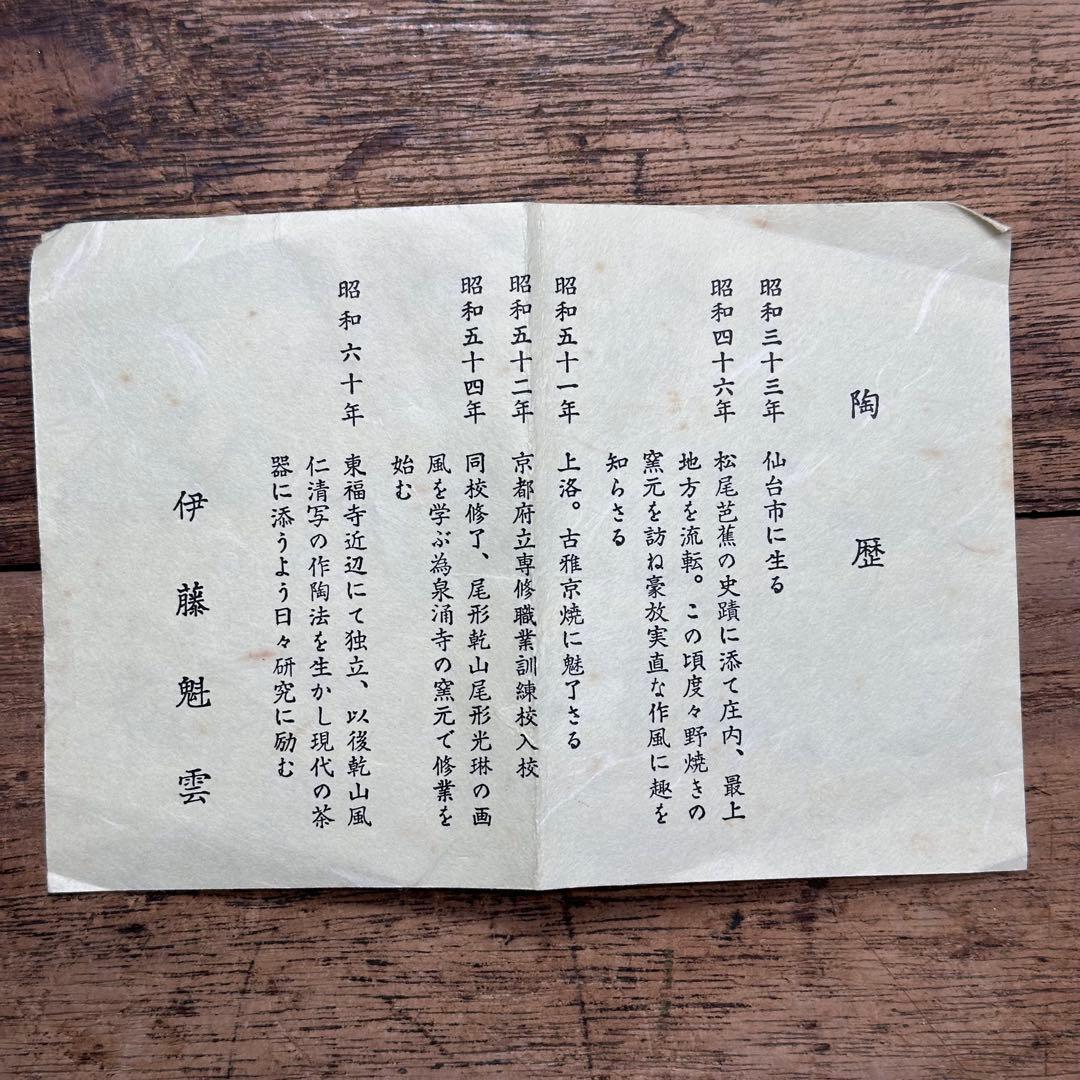 陶歴
昭和三十三年 仙台市に生る
昭和四十六年 松尾芭蕉の史蹟に添て庄内、最上
地方を流転。この頃度々野焼きの
窯元を訪ね豪放実直な作風に趣を
知らさる
昭和五十一年 上洛。古雅京焼に魅了さる
昭和五十二年 京都府立専修職業訓練校入校
昭和五十四年 同校修了、尾形乾山尾形光琳の画
風を学ぶ為泉涌寺の窯元で修業を
始む
昭和六十年 東福寺近辺にて独立、以後乾山風
仁清写の作陶法を生かし現代の茶
器に添うよう日々研究に励む
伊藤魁雲